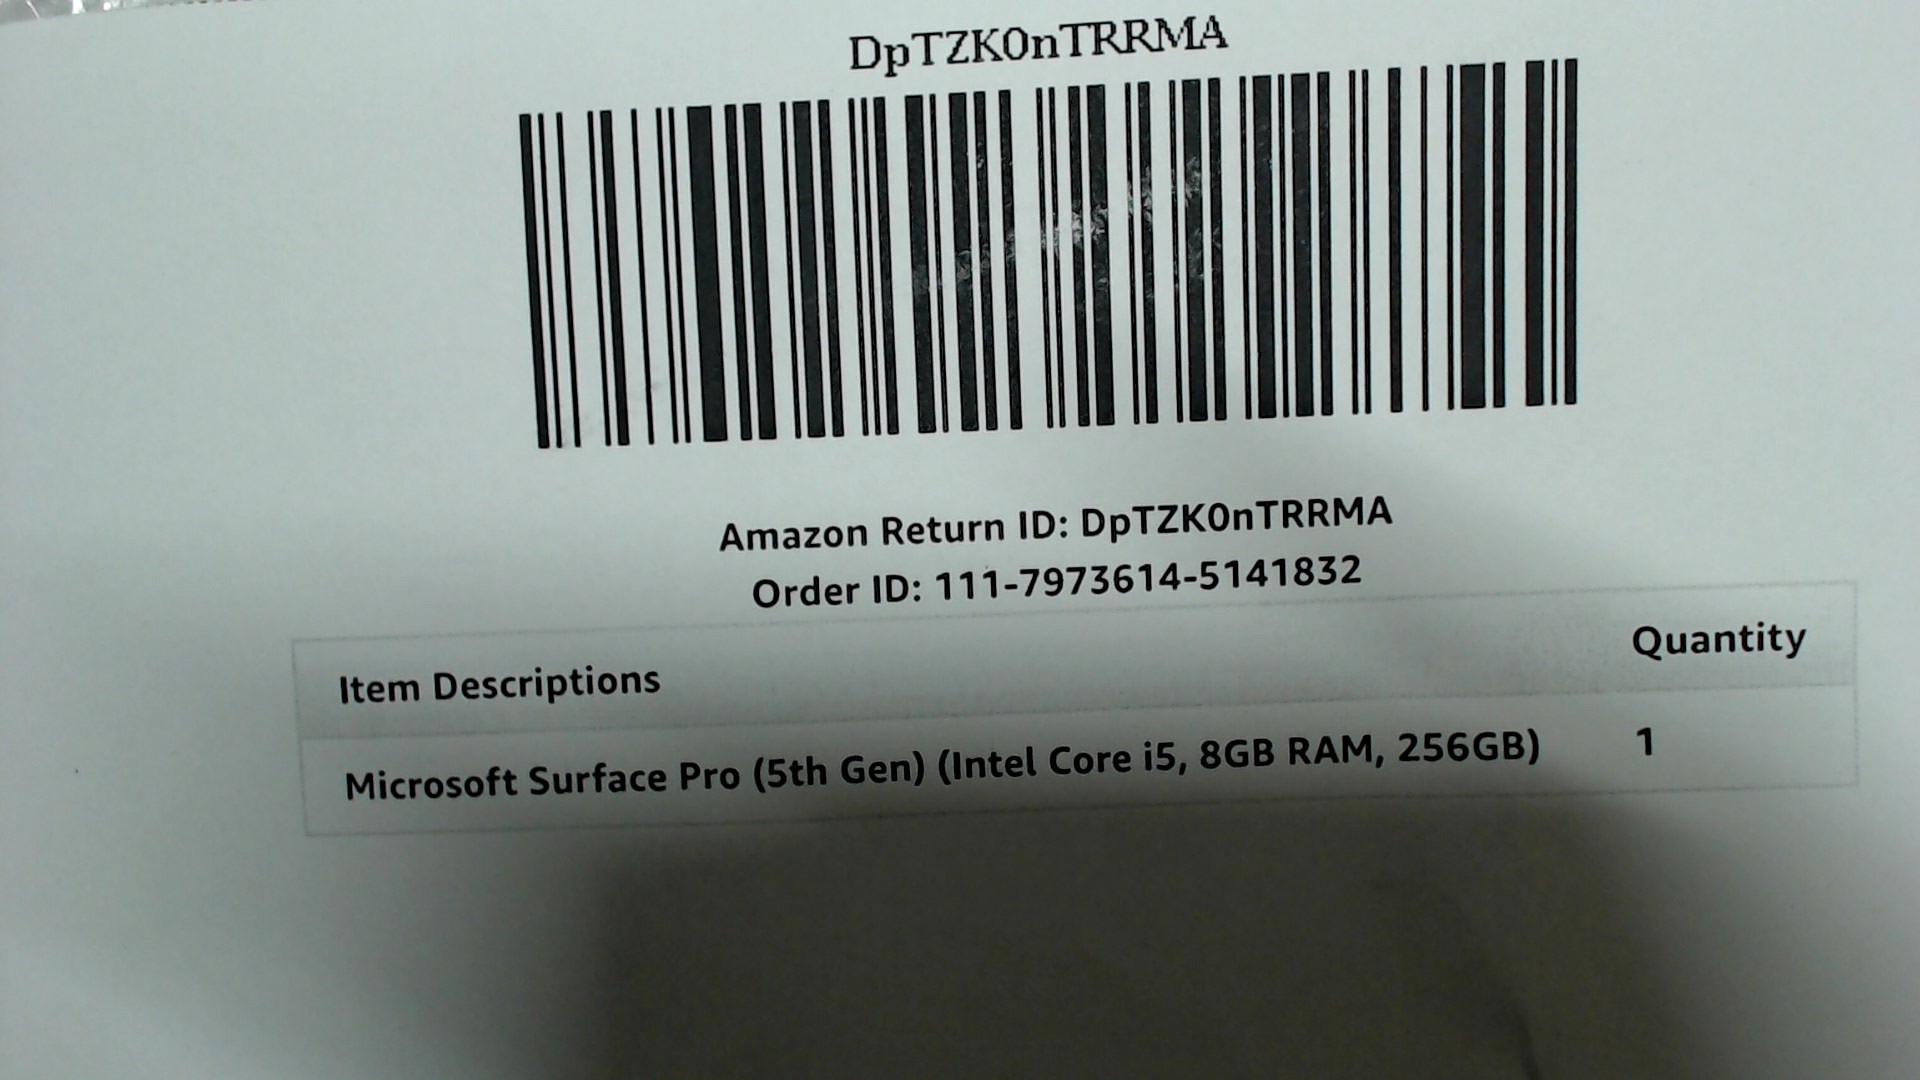 DpTZK0nTRRMA
Amazon Return ID: DpTZK0nTRRMA
Order ID: 111-7973614-5141832
Item Descriptions Quantity
Microsoft Surface Pro (5th Gen) (Intel Core i5, 8GB RAM, 256GB) 1